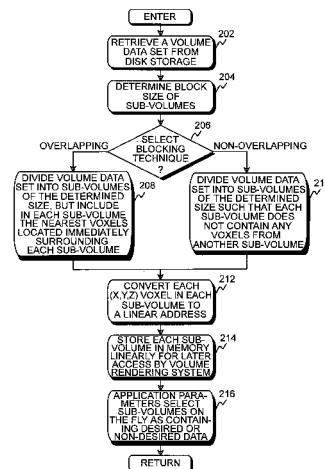 ENTER
202
RETRIEVE A VOLUME
DATA SET FROM
DISK STORAGE
204
DETERMINE BLOCK
SIZE OF
SUB-VOLUMES
206
SELECT
BLOCKING
TECHNIQUE
?
OVERLAPPING
NON-OVERLAPPING
DIVIDE VOLUME DATA
SET INTO SUB-VOLUMES
OF THE DETERMINED
SIZE, BUT INCLUDE
IN EACH SUB-VOLUME
THE NEAREST VOXELS
LOCATED IMMEDIATELY
SURROUNDING
EACH SUB-VOLUME
208
DIVIDE VOLUME DATA
SET INTO SUB-VOLUMES
OF THE DETERMINED
SIZE SUCH THAT EACH
SUB-VOLUME DOES
NOT CONTAIN ANY
VOXELS FROM
ANOTHER SUB-VOLUME
21
212
CONVERT EACH
(X,Y,Z) VOXEL IN EACH
SUB-VOLUME TO
A LINEAR ADDRESS
214
STORE EACH SUB-
VOLUME IN MEMORY
LINEARLY FOR LATER
ACCESS BY VOLUME
RENDERING SYSTEM
216
APPLICATION PARA-
METERS SELECT
SUB-VOLUMES ON
THE FLY AS CONTAIN-
ING DESIRED OR
NON-DESIRED DATA
RETURN